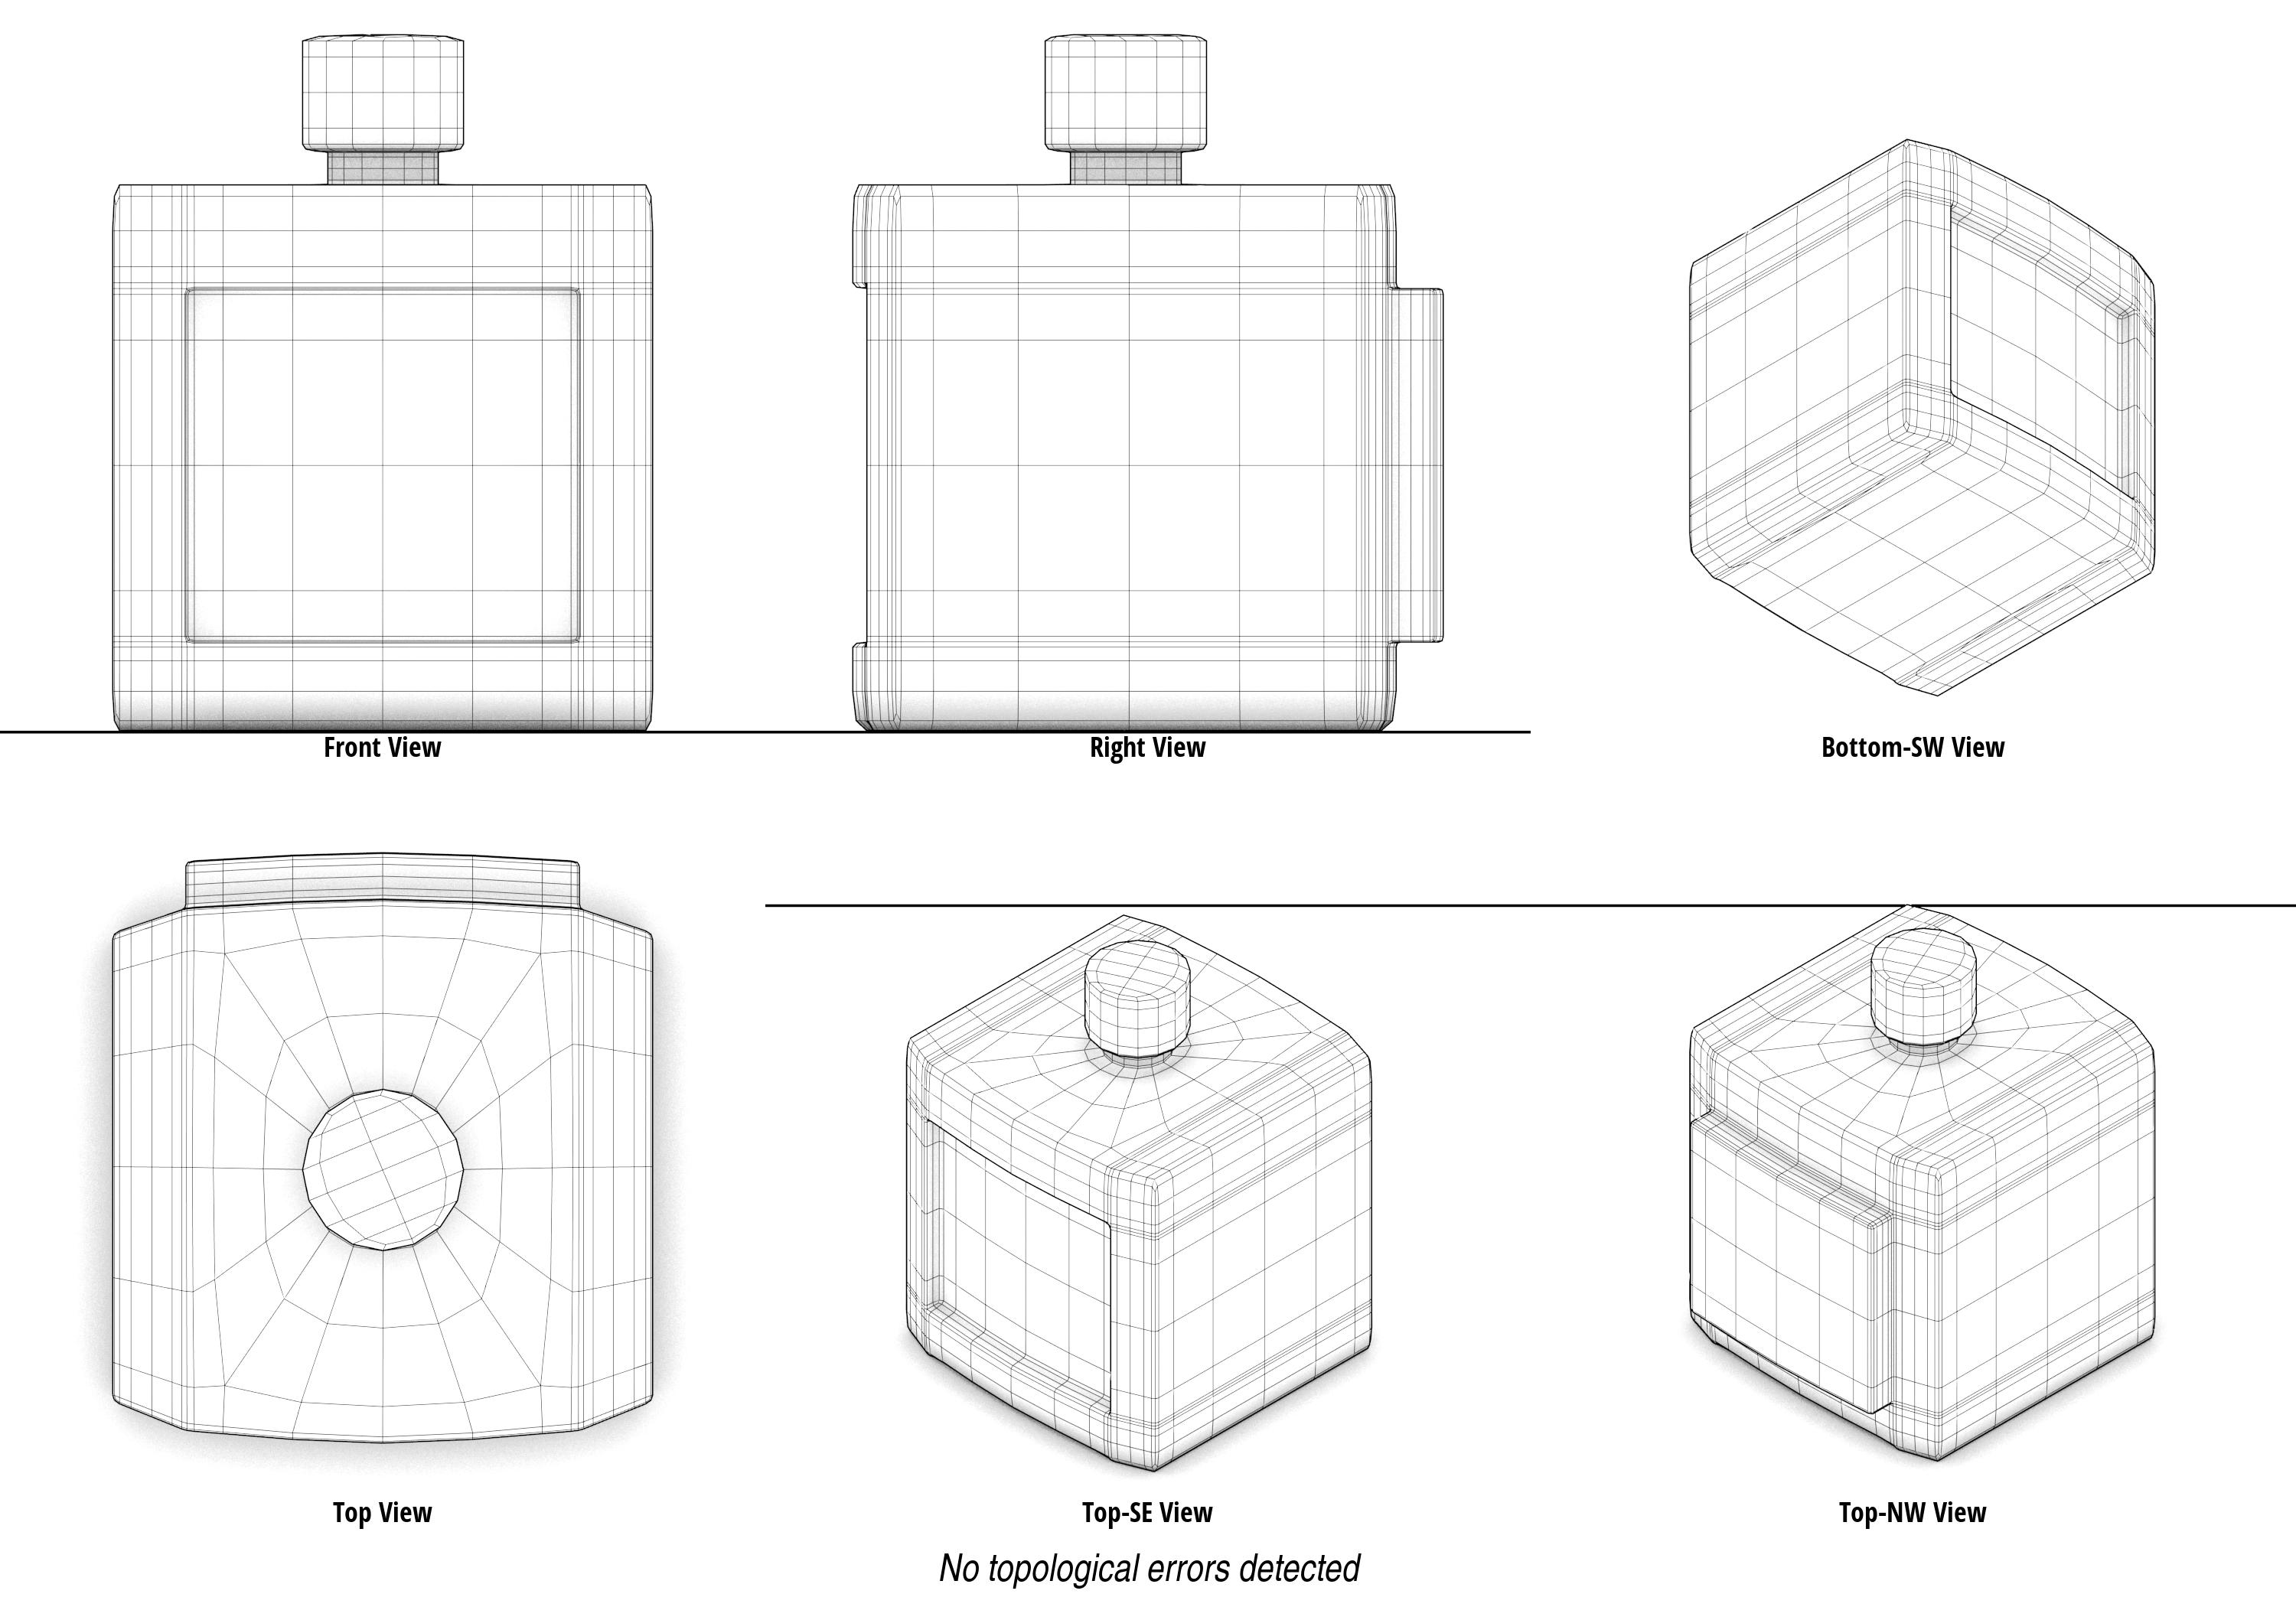 Front View
Right View
Bottom-SW View
Top View
Top-SE View
Top-NW View
No topological errors detected